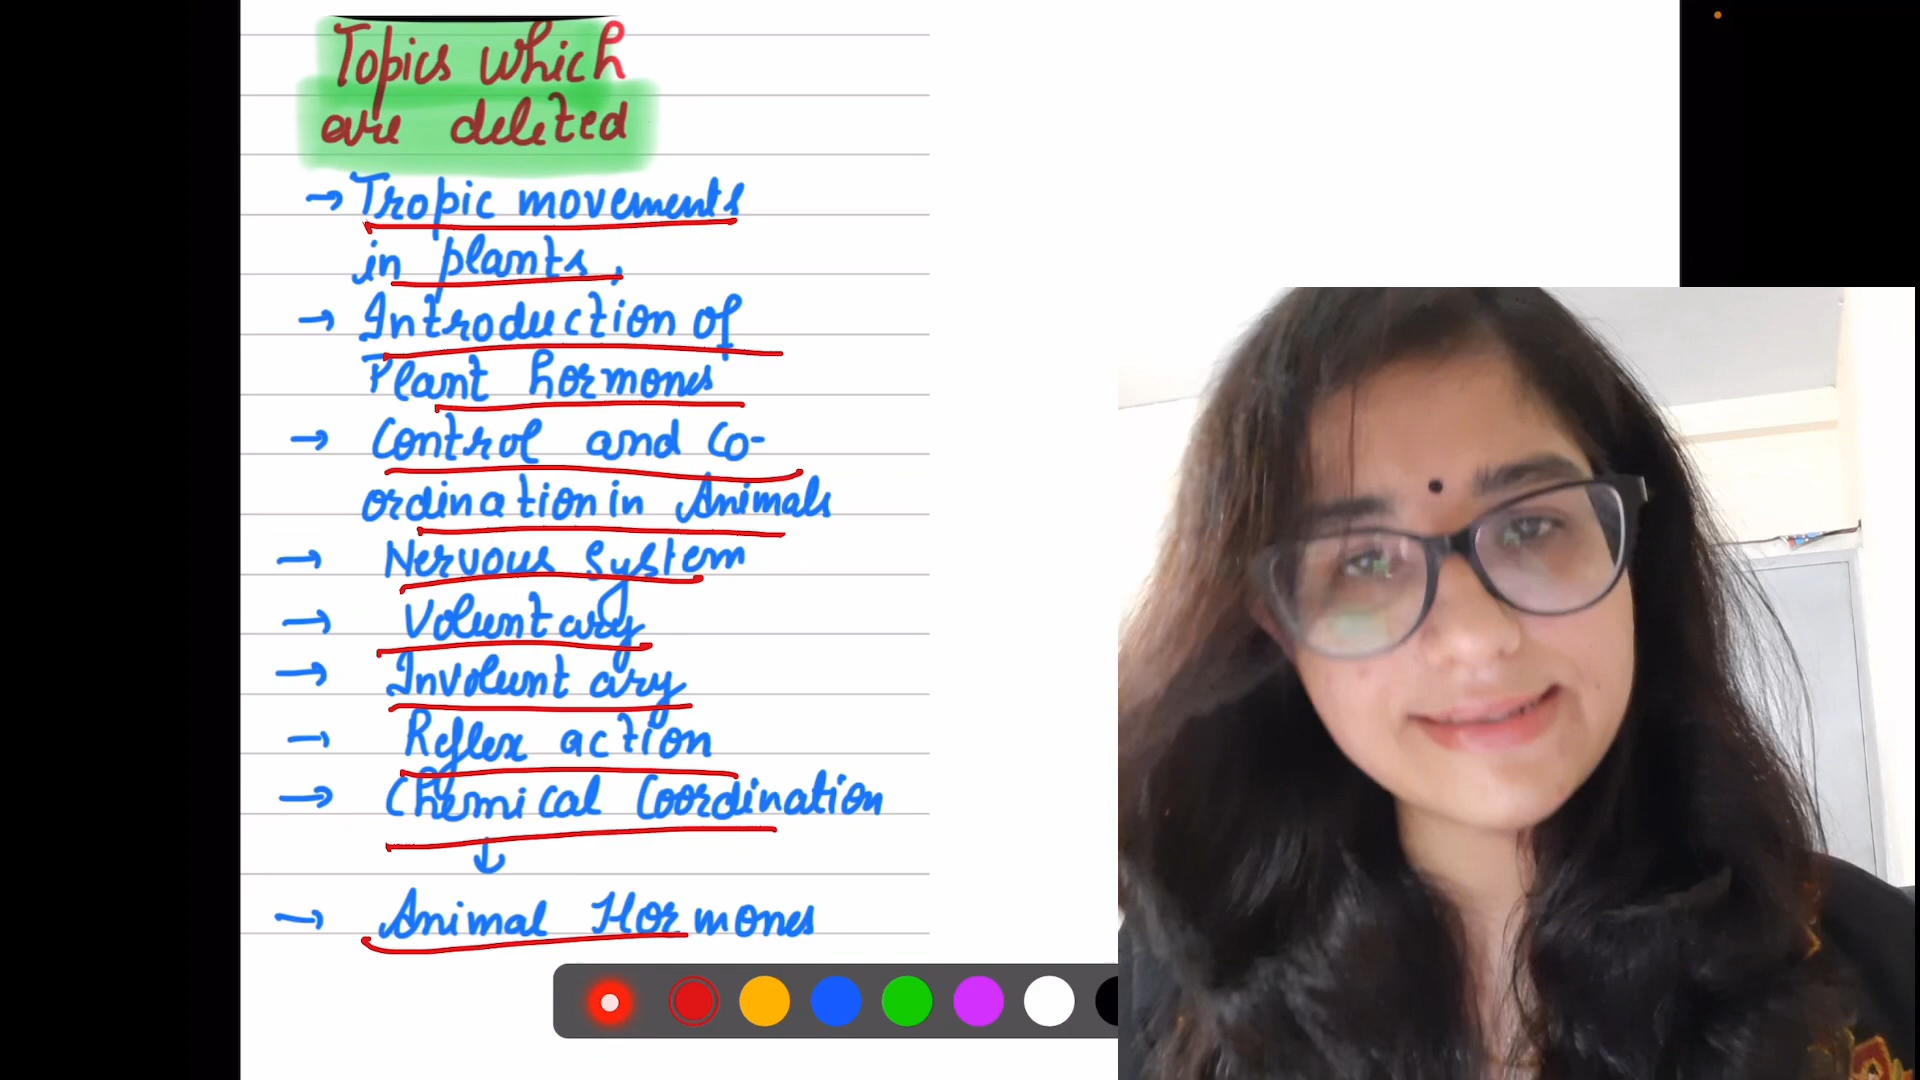 Topics which
are deleted
→ Tropic movements
in plants,
→ Introduction of
Plant hormones
→ Control and Co-
ordination in Animals
→ Nervous System
→ Voluntary
→ Involuntary
→ Reflex action
→ Chemical Coordination
↓
→ Animal Hormones